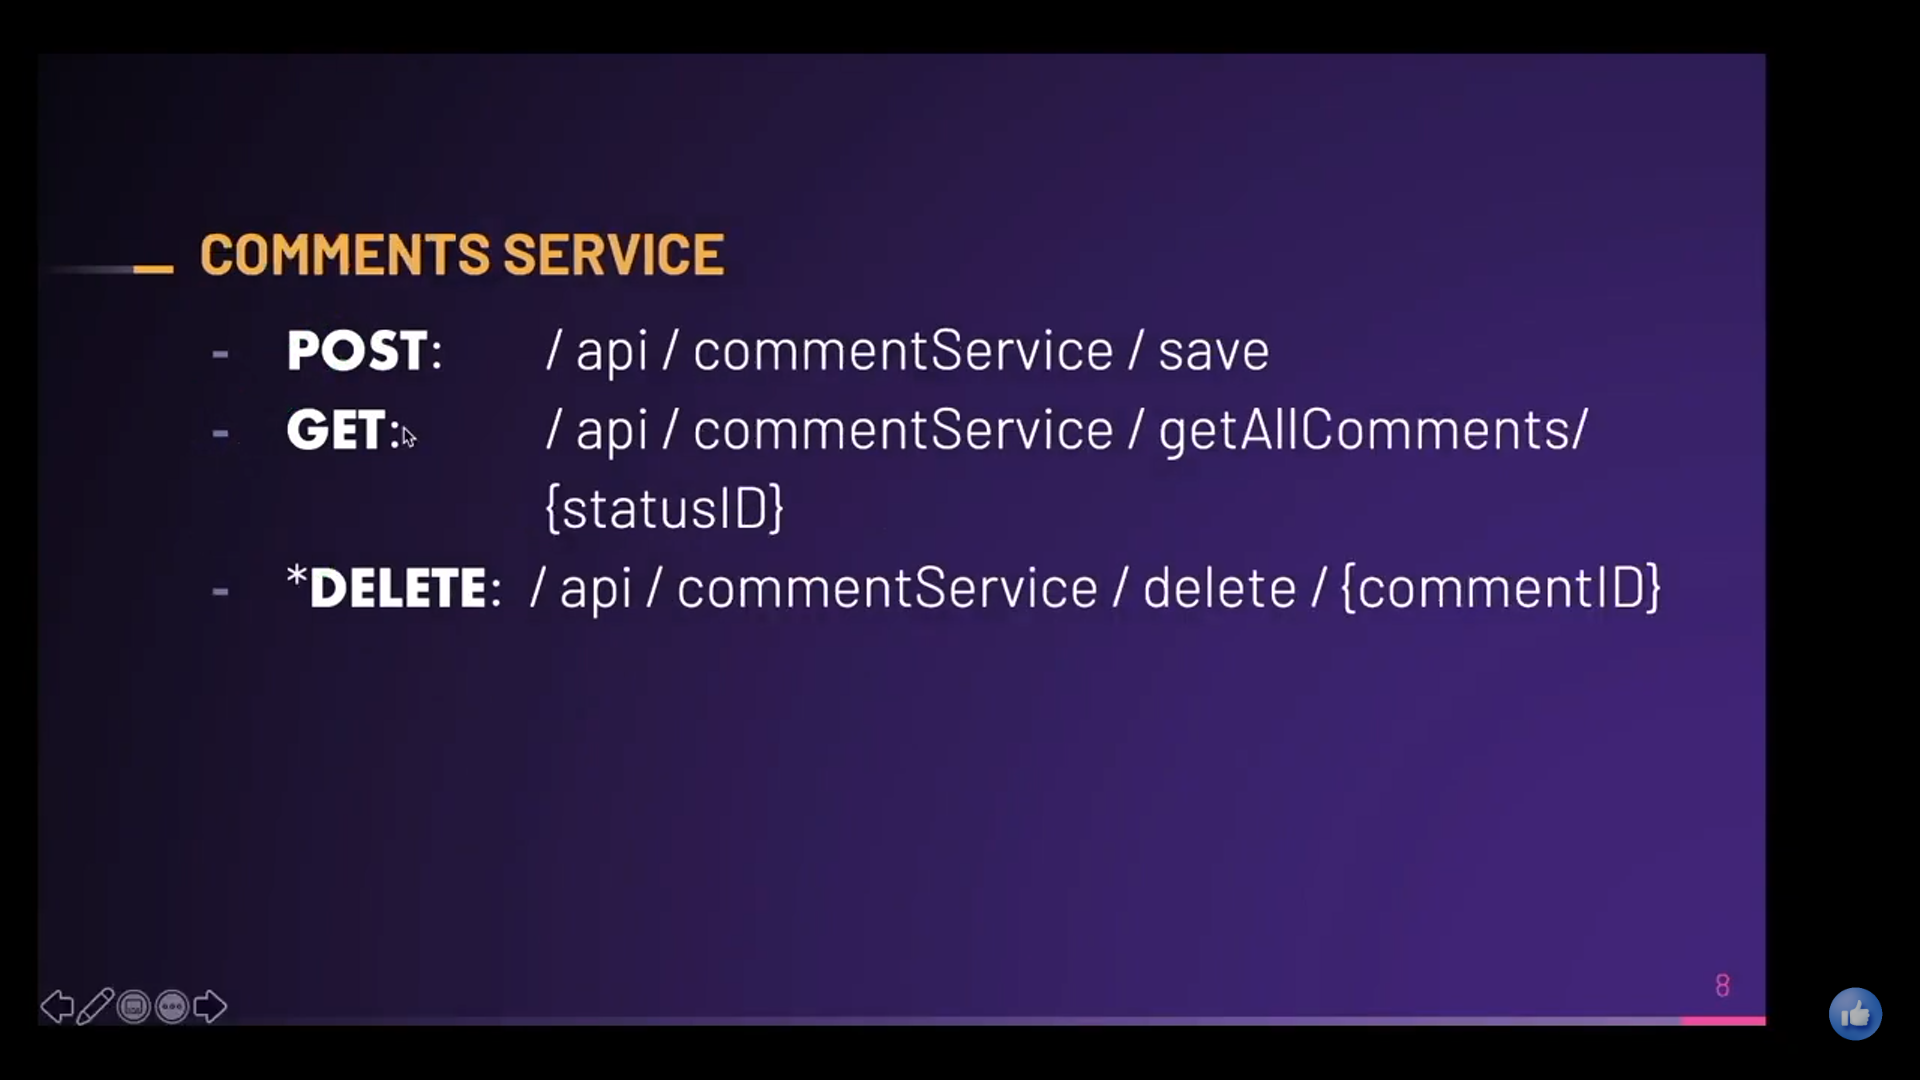 COMMENTS SERVICE
- POST: / api / commentService / save
- GET: / api / commentService / getAllComments/
{statusID}
- *DELETE: / api / commentService / delete / {commentID}
8